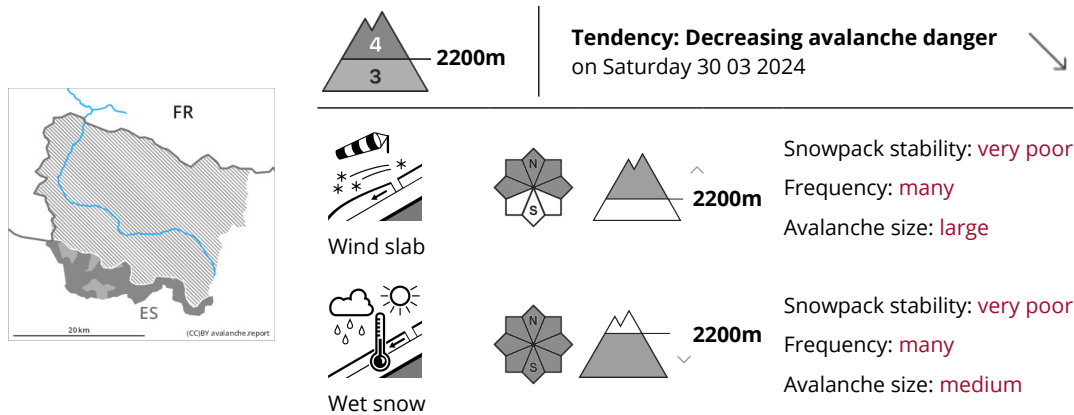 4
2200m
3
Tendency: Decreasing avalanche danger
on Saturday 30 03 2024
FR
ES
20 km
(CC)BY avalanche.report
Wind slab
N
S
2200m
Snowpack stability: very poor
Frequency: many
Avalanche size: large
Wet snow
N
S
2200m
Snowpack stability: very poor
Frequency: many
Avalanche size: medium